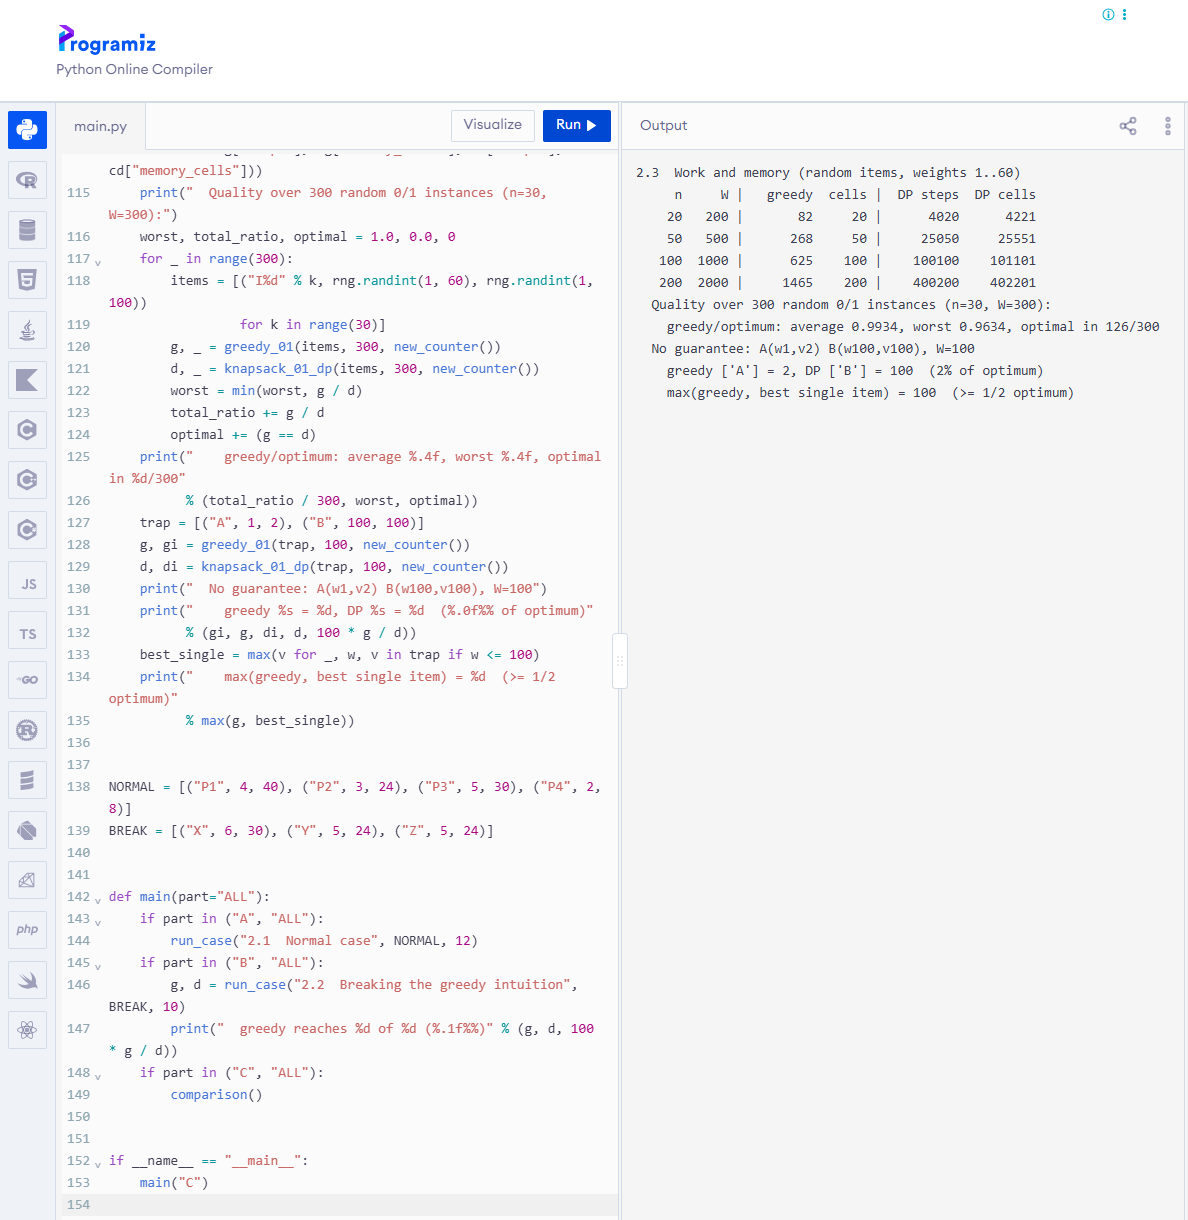 Programiz
Python Online Compiler
main.py
Visualize
Run
Output
cd["memory_cells"]))
115     print("  Quality over 300 random 0/1 instances (n=30,
W=300):")
116     worst, total_ratio, optimal = 1.0, 0.0, 0
117     for _ in range(300):
118         items = [("I%d" % k, rng.randint(1, 60), rng.randint(1,
100))
119                  for k in range(30)]
120         g, _ = greedy_01(items, 300, new_counter())
121         d, _ = knapsack_01_dp(items, 300, new_counter())
122         worst = min(worst, g / d)
123         total_ratio += g / d
124         optimal += (g == d)
125     print("    greedy/optimum: average %.4f, worst %.4f, optimal
in %d/300"
126           % (total_ratio / 300, worst, optimal))
127     trap = [("A", 1, 2), ("B", 100, 100)]
128     g, gi = greedy_01(trap, 100, new_counter())
129     d, di = knapsack_01_dp(trap, 100, new_counter())
130     print("  No guarantee: A(w1,v2) B(w100,v100), W=100")
131     print("    greedy %s = %d, DP %s = %d  (%.0f%% of optimum)"
132           % (gi, g, di, d, 100 * g / d))
133     best_single = max(v for _, w, v in trap if w <= 100)
134     print("    max(greedy, best single item) = %d  (>= 1/2
optimum)"
135           % max(g, best_single))
136
137
138 NORMAL = [("P1", 4, 40), ("P2", 3, 24), ("P3", 5, 30), ("P4", 2,
8)]
139 BREAK = [("X", 6, 30), ("Y", 5, 24), ("Z", 5, 24)]
140
141
142 def main(part="ALL"):
143     if part in ("A", "ALL"):
144         run_case("2.1  Normal case", NORMAL, 12)
145     if part in ("B", "ALL"):
146         g, d = run_case("2.2  Breaking the greedy intuition",
BREAK, 10)
147         print("  greedy reaches %d of %d (%.1f%%)" % (g, d, 100
* g / d))
148     if part in ("C", "ALL"):
149         comparison()
150
151
152 if __name__ == "__main__":
153     main("C")
154
2.3  Work and memory (random items, weights 1..60)
n     W |   greedy  cells |  DP steps  DP cells
20   200 |       82     20 |      4020      4221
50   500 |      268     50 |     25050     25551
100  1000 |      625    100 |    100100    101101
200  2000 |     1465    200 |    400200    402201
Quality over 300 random 0/1 instances (n=30, W=300):
greedy/optimum: average 0.9934, worst 0.9634, optimal in 126/300
No guarantee: A(w1,v2) B(w100,v100), W=100
greedy ['A'] = 2, DP ['B'] = 100  (2% of optimum)
max(greedy, best single item) = 100  (>= 1/2 optimum)
R
5
C
C
C
JS
TS
GO
R
php